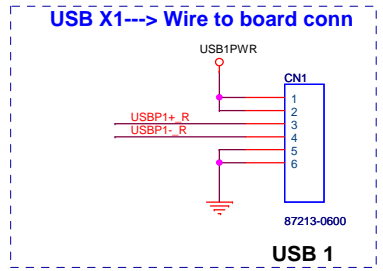 USB X1---> Wire to board conn
USB1PWR
CN1
1
2
USBP1+_R
3
USBP1-_R
4
5
6
87213-0600
USB 1